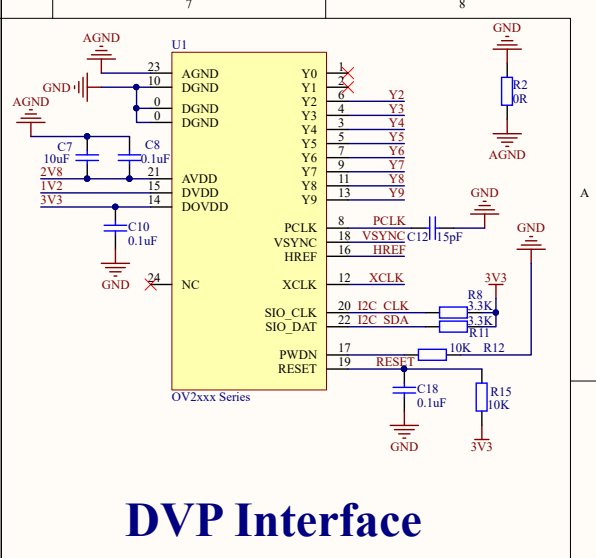 7 8
AGND
U1
GND
23 AGND
10 DGND
0 DGND
0 DGND
GND
AGND
C7
10uF
C8
0.1uF
2V8 21 AVDD
1V2 15 DVDD
3V3 14 DOVDD
C10
0.1uF
GND
24 NC
Y0 1
Y1 2
Y2 6 Y2
Y3 4 Y3
Y4 3 Y4
Y5 5 Y5
Y6 7 Y6
Y7 9 Y7
Y8 11 Y8
Y9 13 Y9
R2
0R
AGND
A
PCLK 8 PCLK
VSYNC 18 VSYNC
HREF 16 HREF
C12 15pF
GND
GND
XCLK 12 XCLK
3V3
SIO_CLK 20 I2C_CLK
SIO_DAT 22 I2C_SDA
R8
3.3K
3.3K
R11
PWDN 17 10K R12
RESET 19 RESET
C18
0.1uF
GND
R15
10K
3V3
OV2xxx Series
DVP Interface